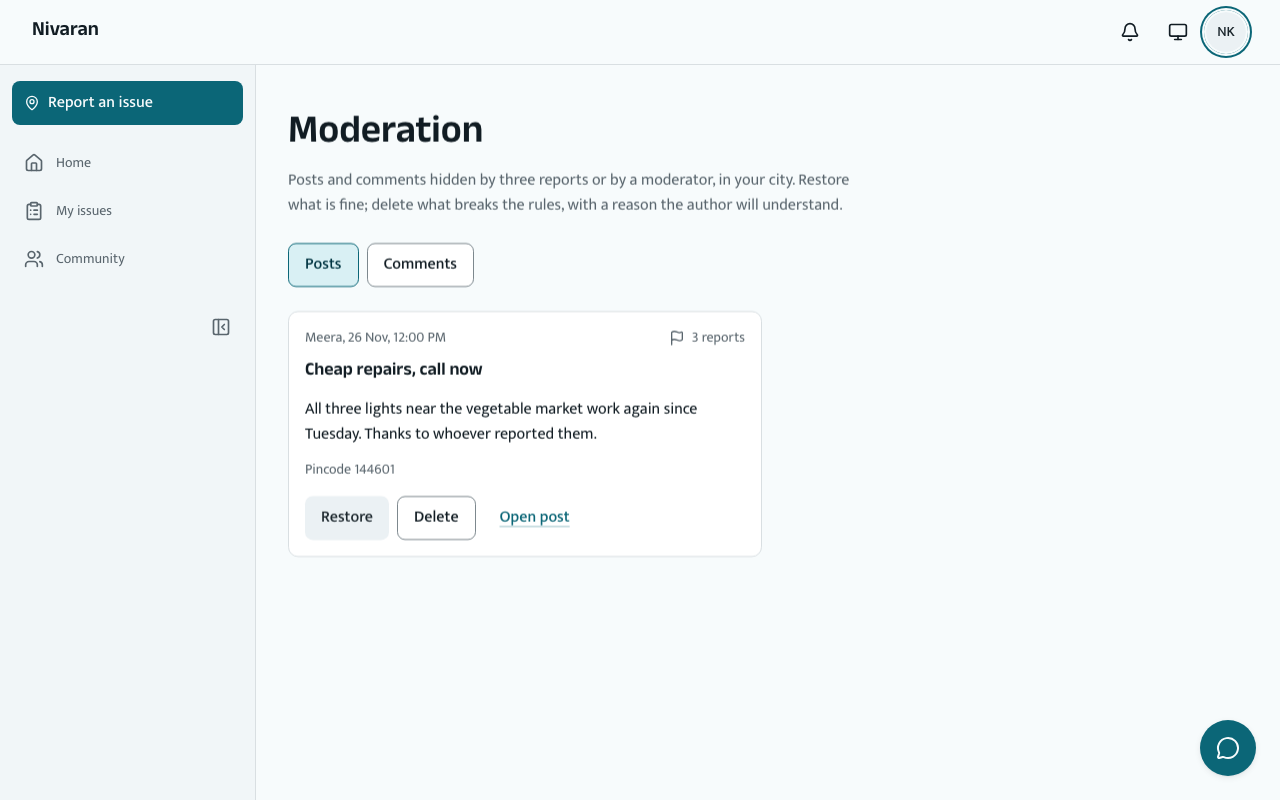 Nivaran
NK
Report an issue
Home
My issues
Community
Moderation
Posts and comments hidden by three reports or by a moderator, in your city. Restore
what is fine; delete what breaks the rules, with a reason the author will understand.
Posts
Comments
Meera, 26 Nov, 12:00 PM
3 reports
Cheap repairs, call now
All three lights near the vegetable market work again since
Tuesday. Thanks to whoever reported them.
Pincode 144601
Restore
Delete
Open post